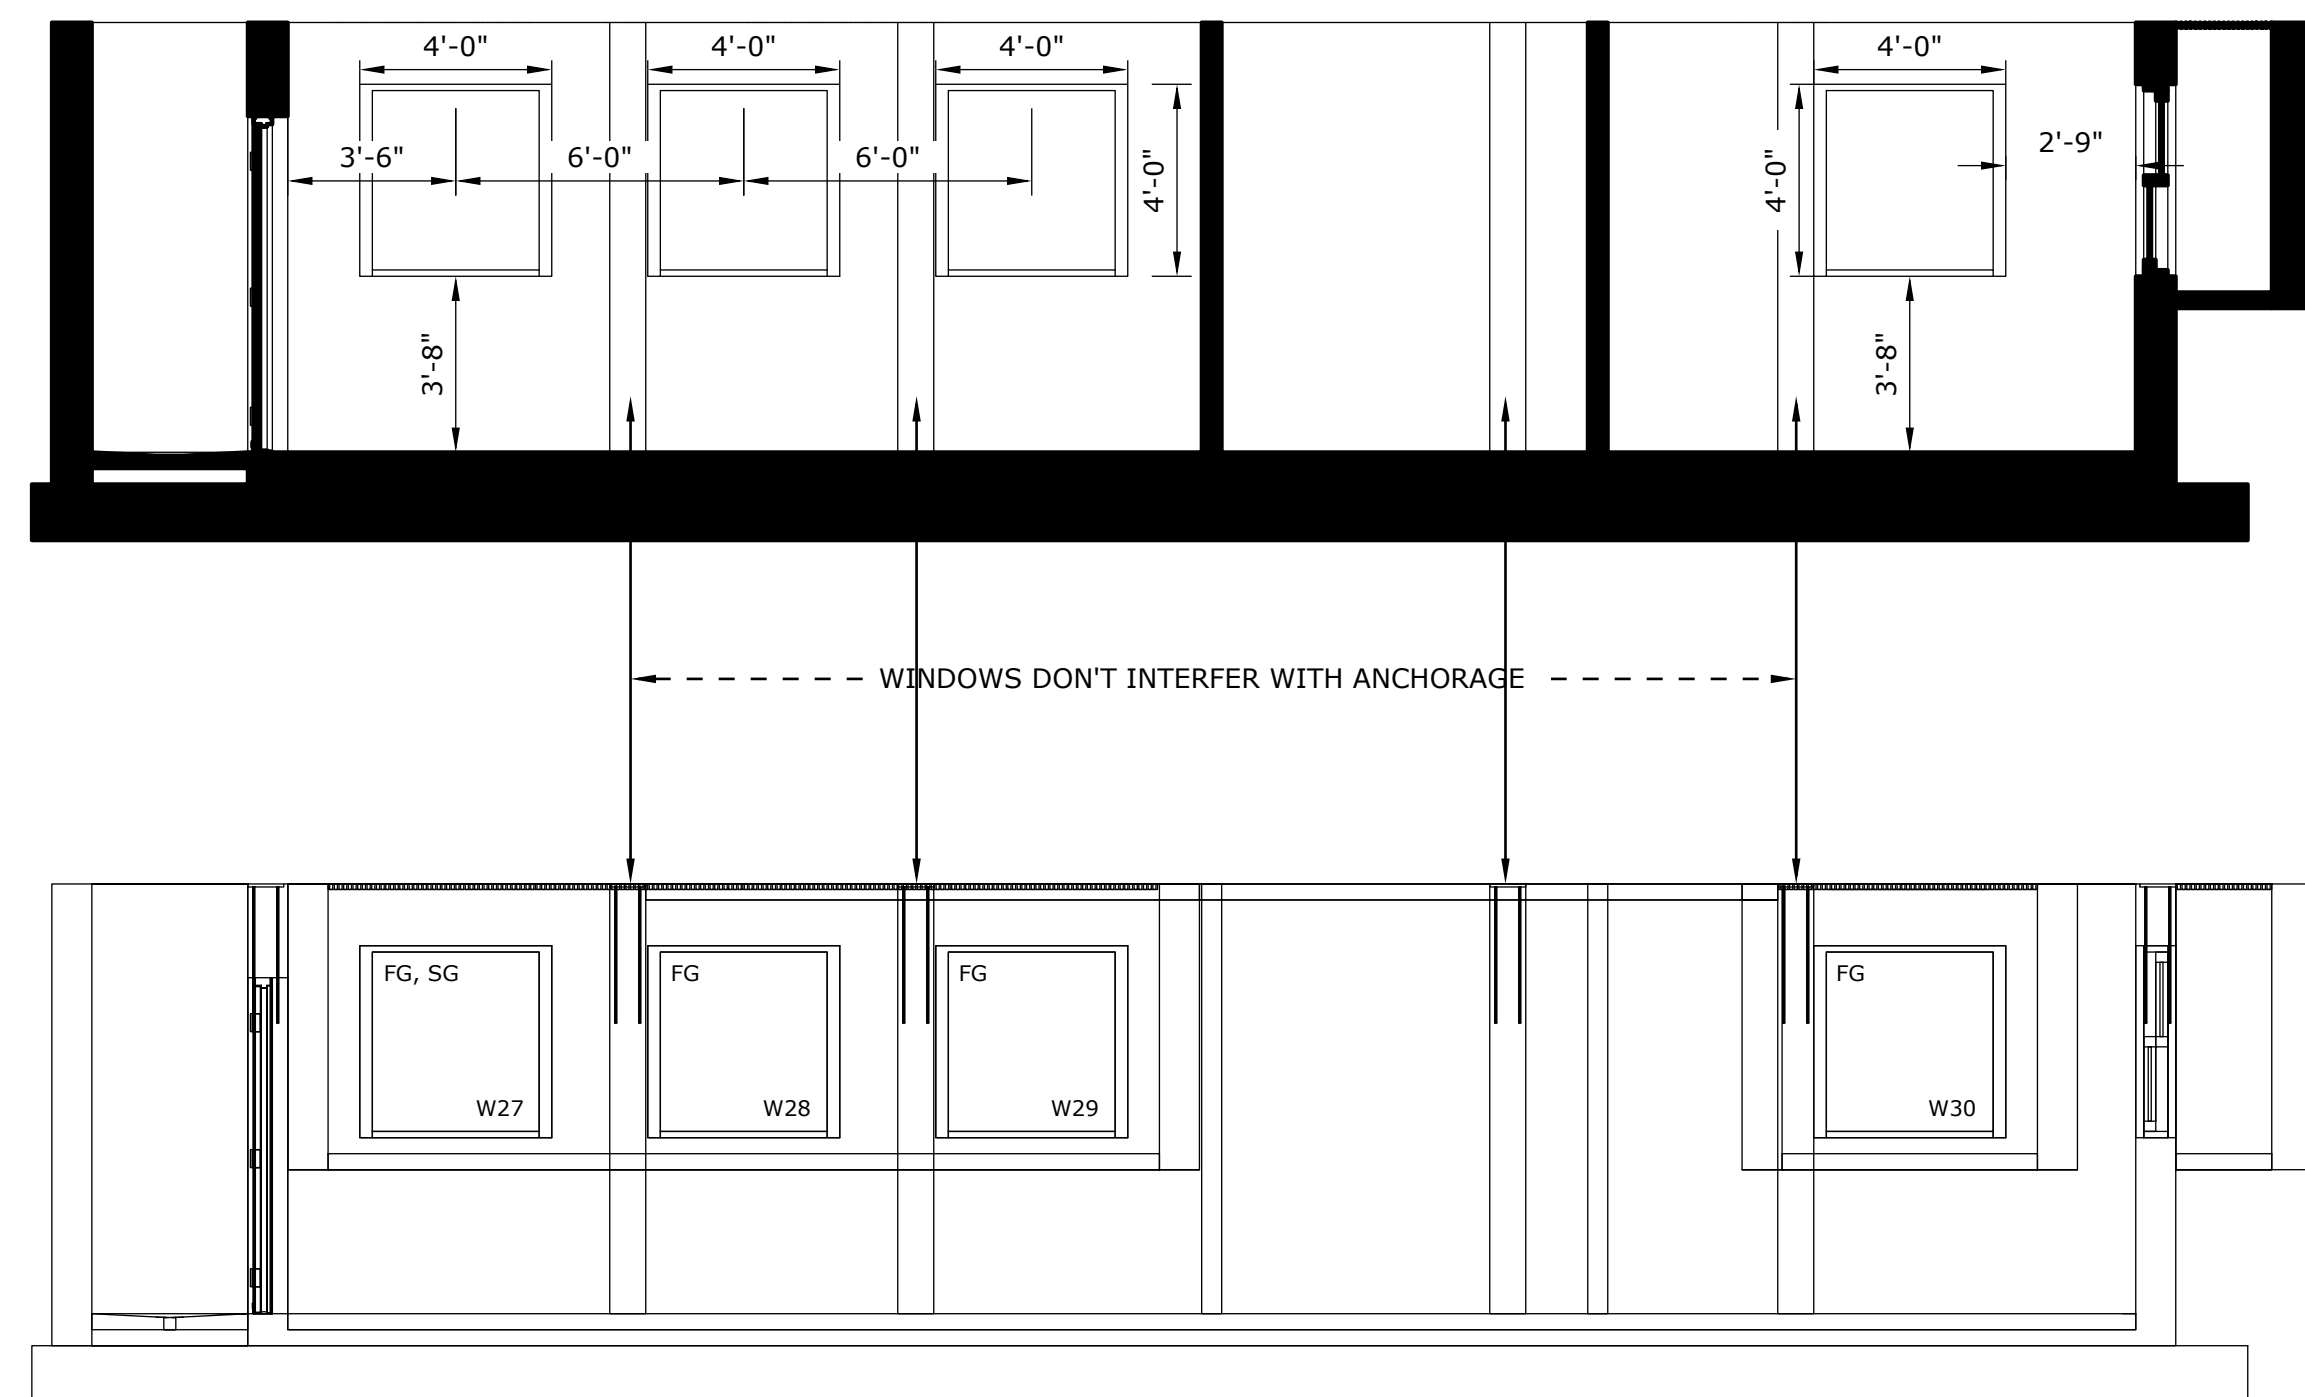 4'-0" 4'-0" 4'-0" 4'-0"
3'-6" 6'-0" 6'-0" 4'-0" 4'-0" 2'-9"
3'-8" 3'-8"
WINDOWS DON'T INTERFER WITH ANCHORAGE
FG, SG FG FG FG
W27 W28 W29 W30